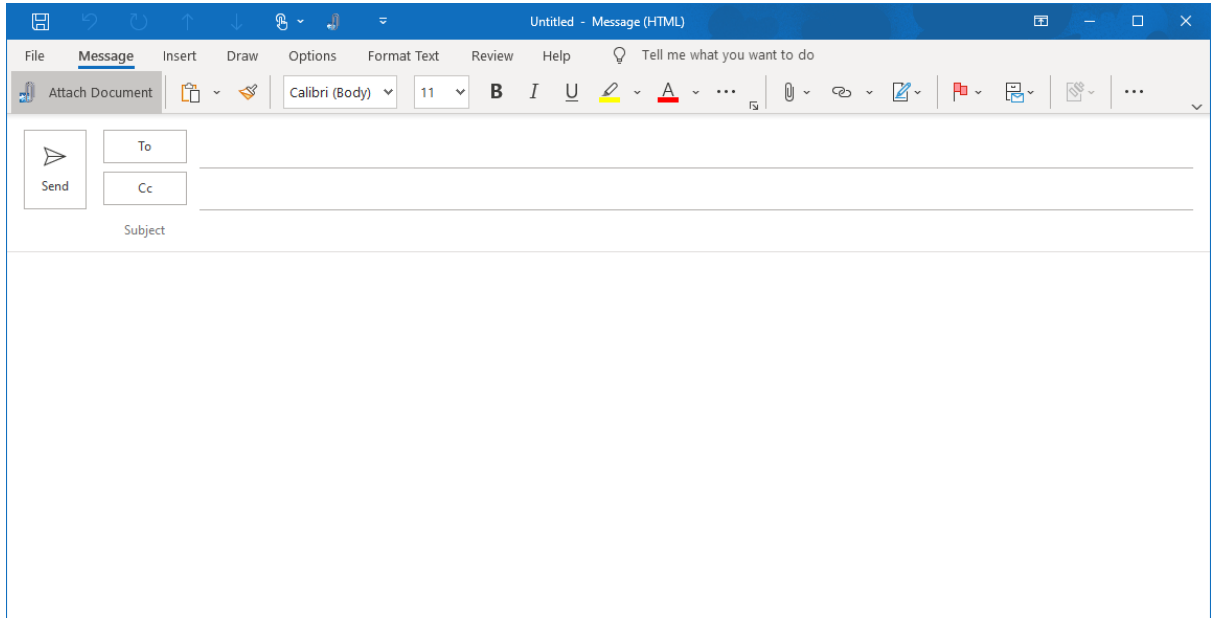 Untitled - Message (HTML)
File Message Insert Draw Options Format Text Review Help Tell me what you want to do
Attach Document Calibri (Body) 11 B I U A
To
Send Cc
Subject